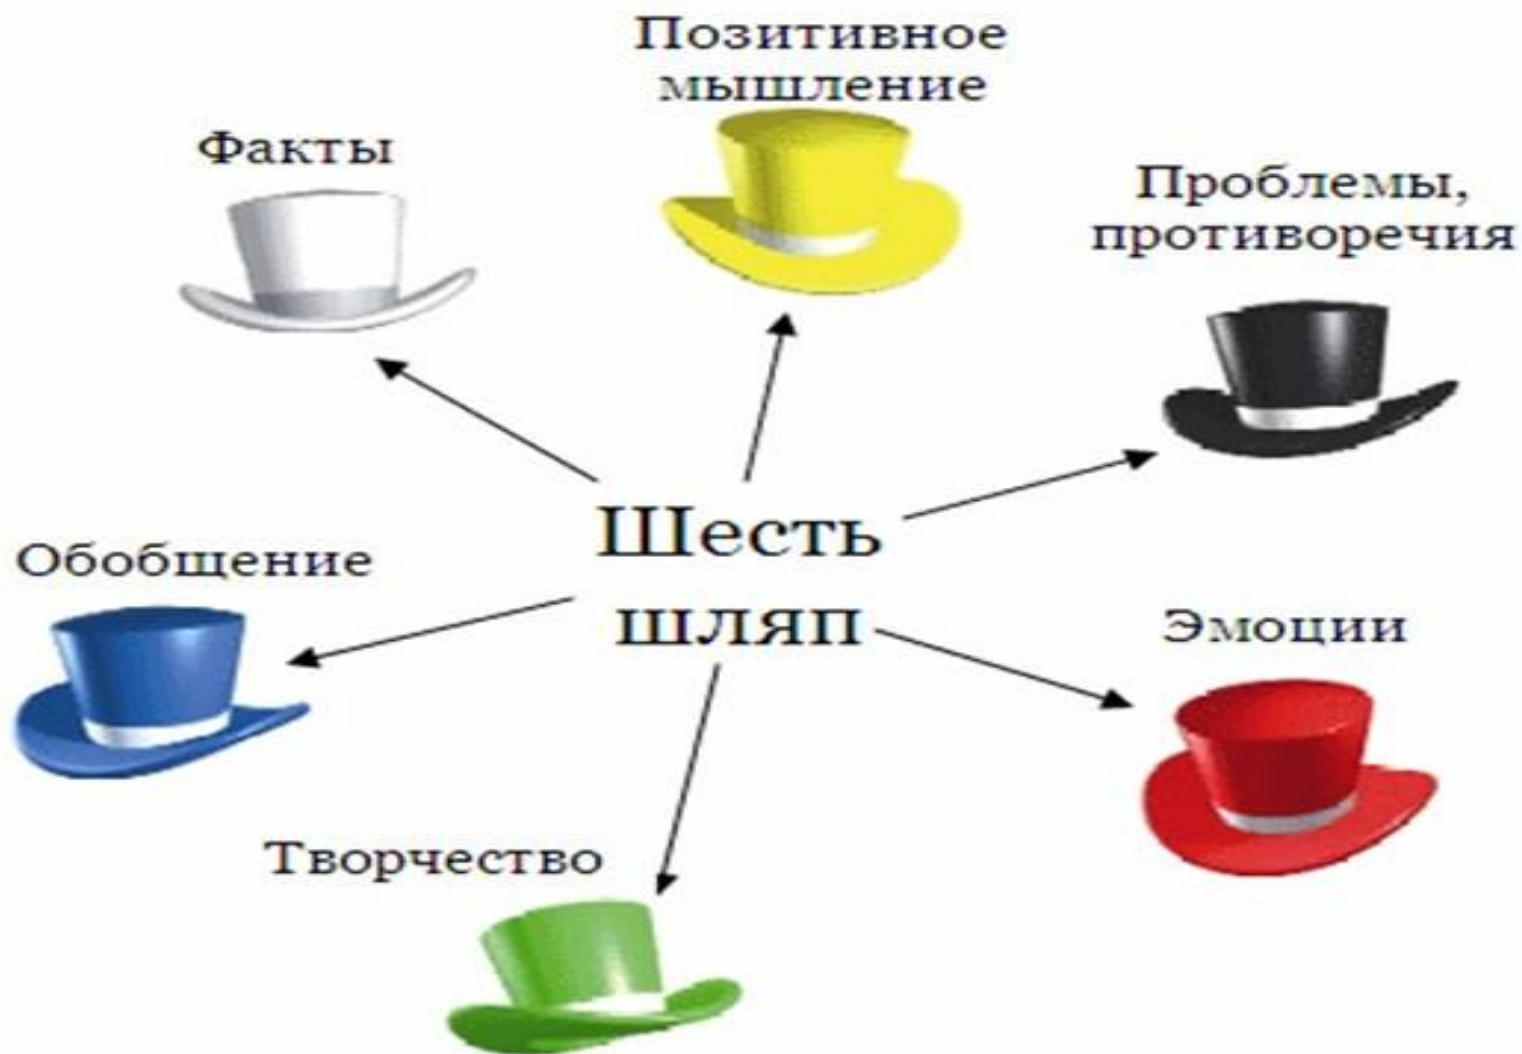 Позитивное
мышление
Факты
Проблемы,
противоречия
Шесть
шляп
Обобщение
Эмоции
Творчество